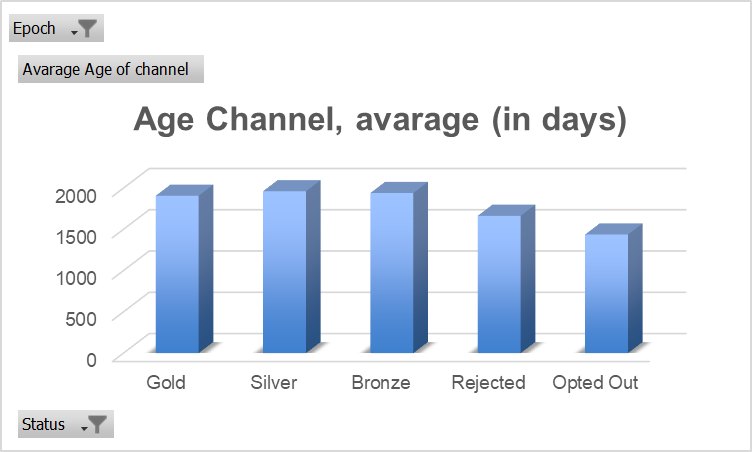 Epoch
Avarage Age of channel
Age Channel, avarage (in days)
2000
1500
1000
500
0
Gold Silver Bronze Rejected Opted Out
Status